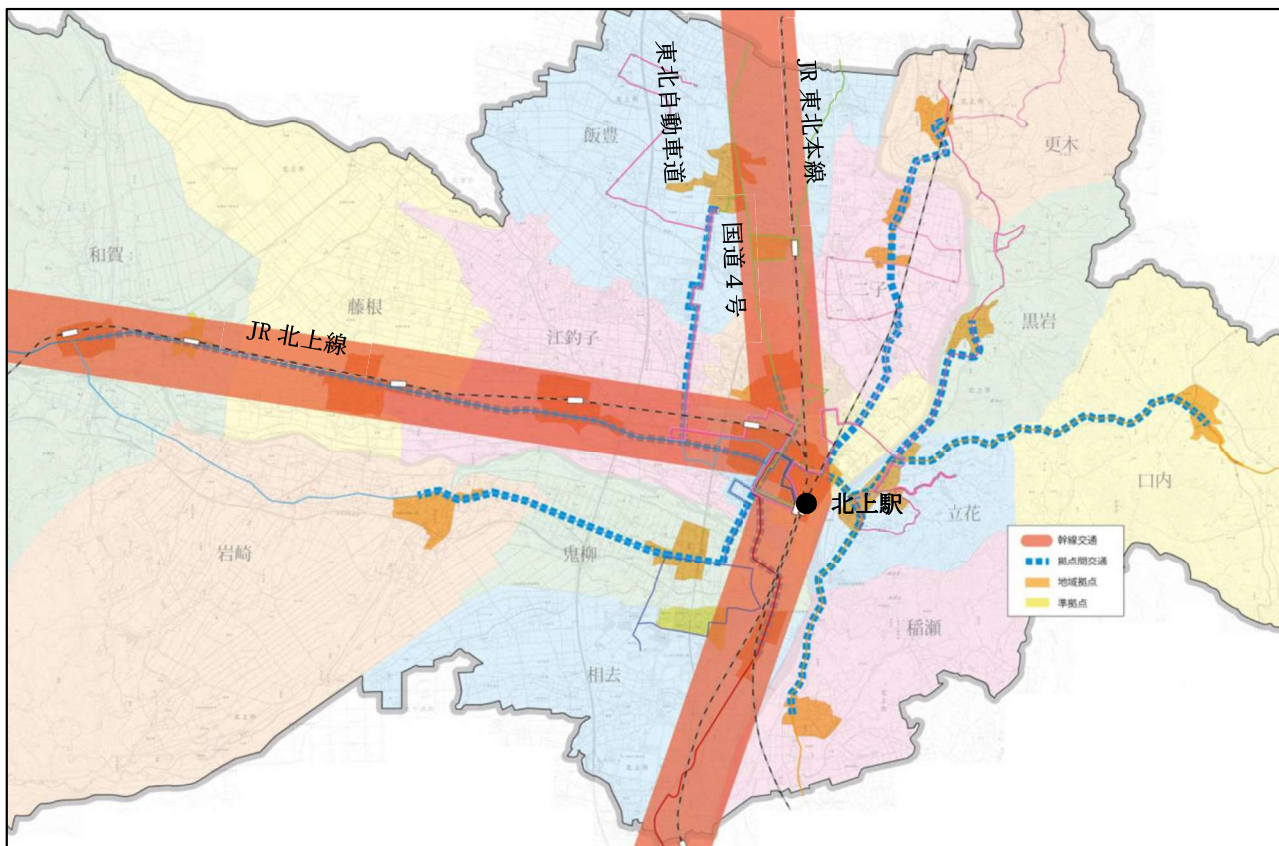 東北自動車道
JR東北本線
国道4号
JR 北上線
飯豊
更木
和賀
藤根
江釣子
二子
黒岩
口内
北上駅
立花
岩崎
鬼柳
稲瀬
相去
幹線交通
拠点間交通
地域拠点
準拠点